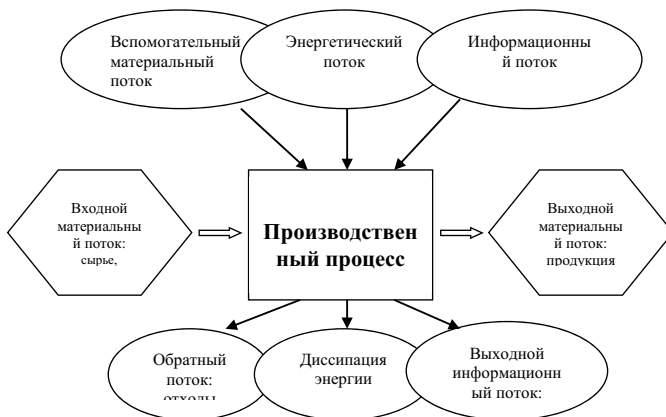 Вспомогательный
материальный
поток
Энергетический
поток
Информационны
й поток
Входной
материальны
й поток:
сырье,
Производствен
ный процесс
Выходной
материальны
й поток:
продукция
Обратный
поток:
отходы
Диссипация
энергии
Выходной
информационн
ый поток: